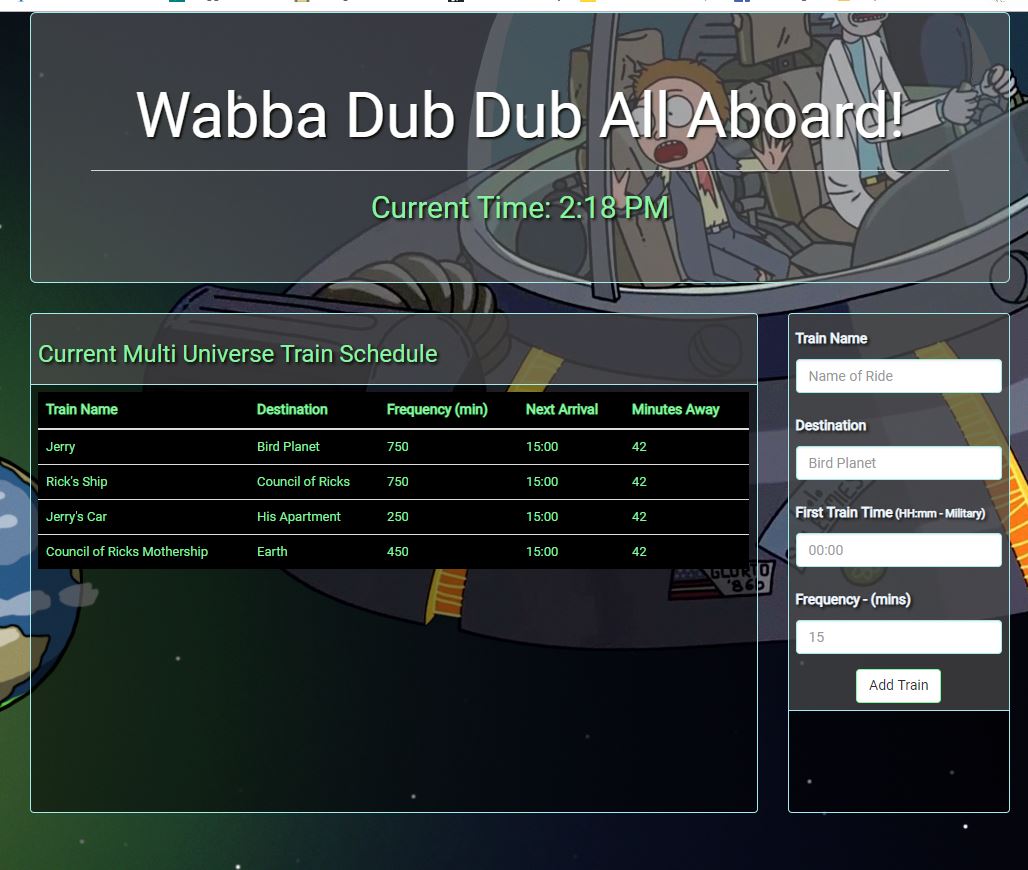 Wabba Dub Dub All Aboard!
Current Time: 2:18 PM
Current Multi Universe Train Schedule
Train Name Destination Frequency (min) Next Arrival Minutes Away
Jerry Bird Planet 750 15:00 42
Rick's Ship Council of Ricks 750 15:00 42
Jerry's Car His Apartment 250 15:00 42
Council of Ricks Mothership Earth 450 15:00 42
GLORTO
'860
Train Name
Name of Ride
Destination
Bird Planet
First Train Time (HH:mm - Military)
00:00
Frequency - (mins)
15
Add Train